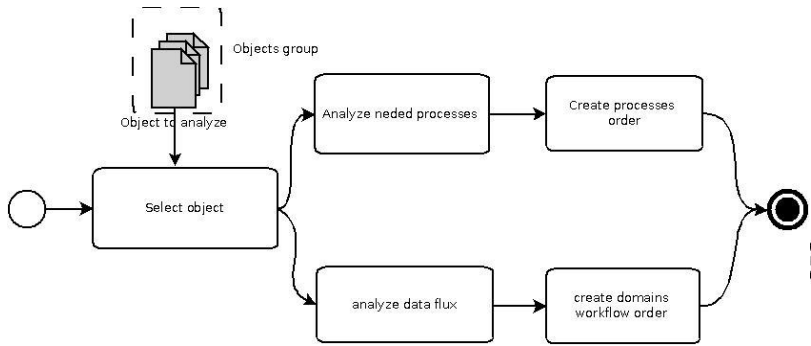 Objects group
Object to analyze
Analyze neded processes
Create processes
order
Select object
analyze data flux
create domains
workflow order